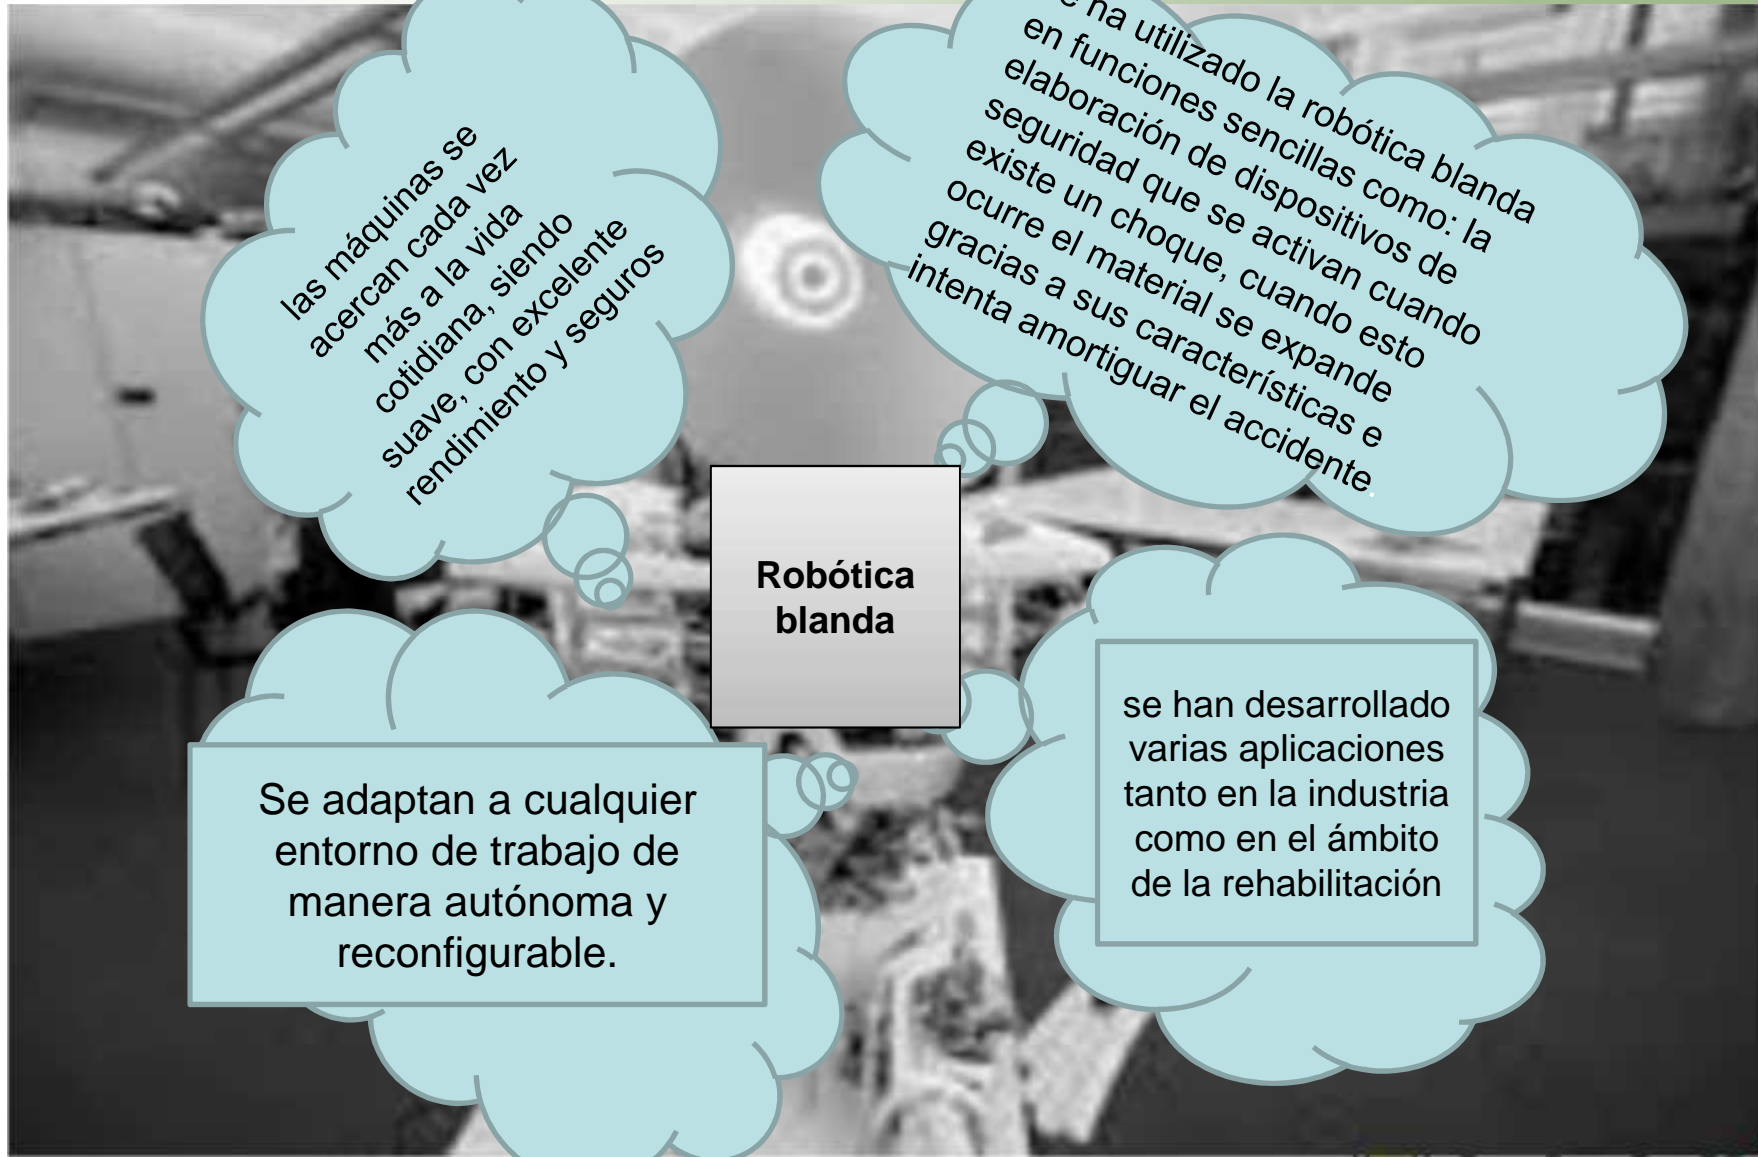 las máquinas se
acercan cada vez
más a la vida
cotidiana, siendo
suave, con excelente
rendimiento y seguros
ha utilizado la robótica blanda
en funciones sencillas como: la
elaboración de dispositivos de
seguridad que se activan cuando
existe un choque, cuando esto
ocurre el material se expande
gracias a sus características e
intenta amortiguar el accidente.
Robótica
blanda
Se adaptan a cualquier
entorno de trabajo de
manera autónoma y
reconfigurable.
se han desarrollado
varias aplicaciones
tanto en la industria
como en el ámbito
de la rehabilitación